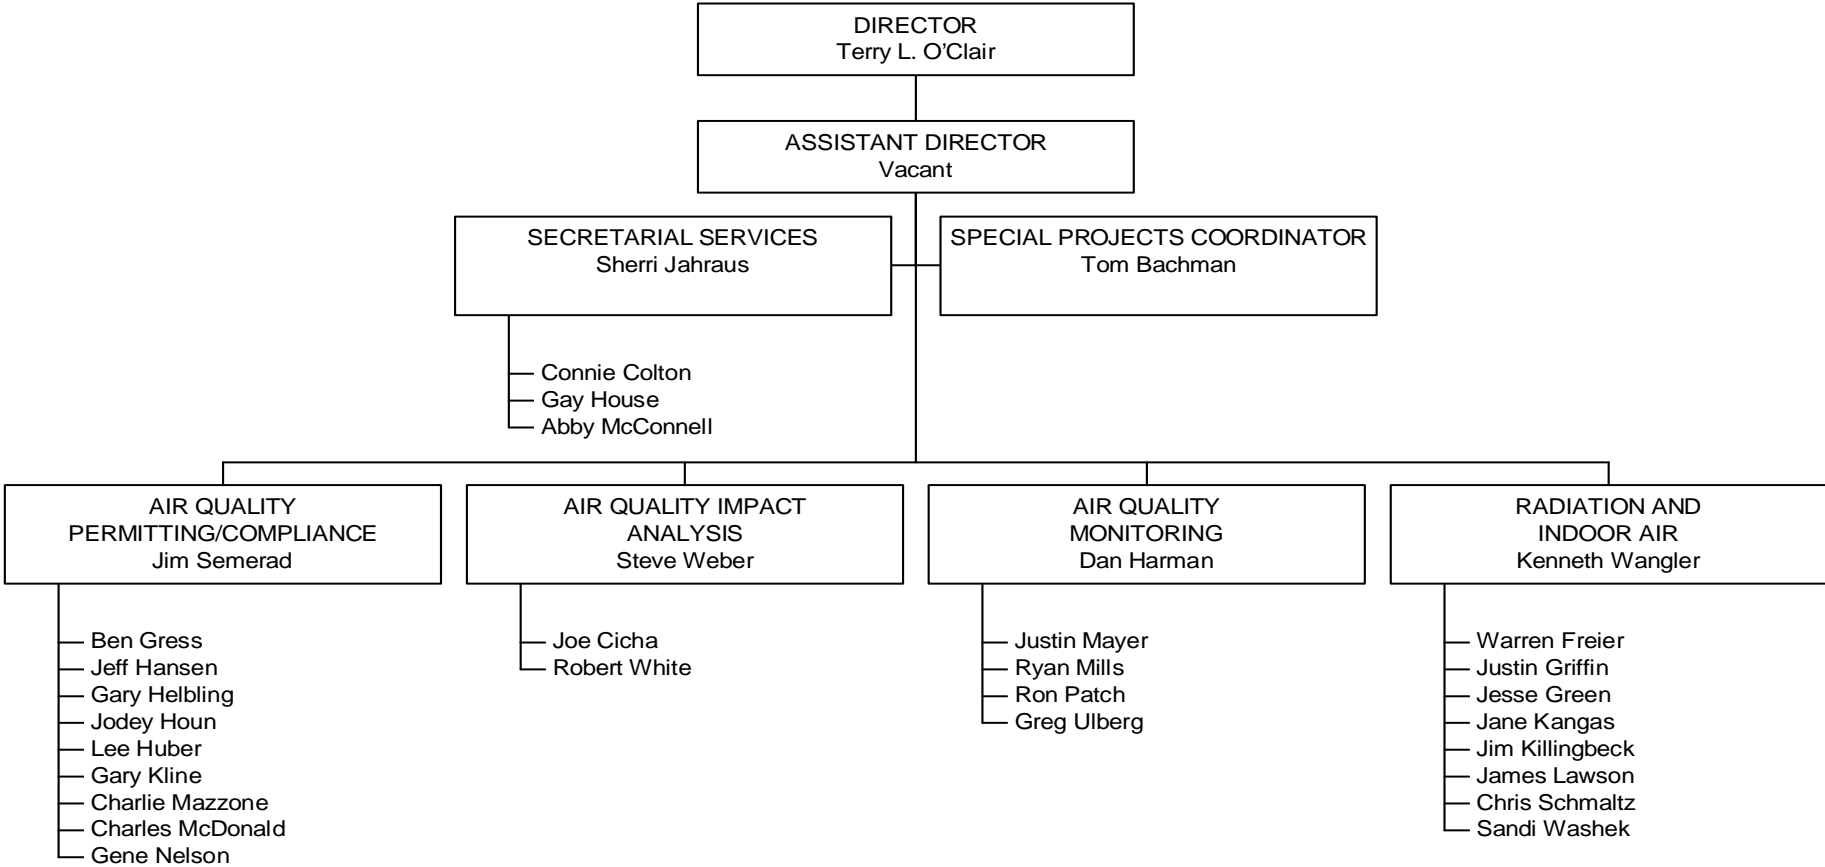 DIRECTOR
Terry L. O’Clair
ASSISTANT DIRECTOR
Vacant
SECRETARIAL SERVICES
Sherri Jahraus
SPECIAL PROJECTS COORDINATOR
Tom Bachman
Connie Colton
Gay House
Abby McConnell
AIR QUALITY
PERMITTING/COMPLIANCE
Jim Semerad
Ben Gress
Jeff Hansen
Gary Helbling
Jodey Houn
Lee Huber
Gary Kline
Charlie Mazzone
Charles McDonald
Gene Nelson
AIR QUALITY IMPACT
ANALYSIS
Steve Weber
Joe Cicha
Robert White
AIR QUALITY
MONITORING
Dan Harman
Justin Mayer
Ryan Mills
Ron Patch
Greg Ulberg
RADIATION AND
INDOOR AIR
Kenneth Wangler
Warren Freier
Justin Griffin
Jesse Green
Jane Kangas
Jim Killingbeck
James Lawson
Chris Schmaltz
Sandi Washek